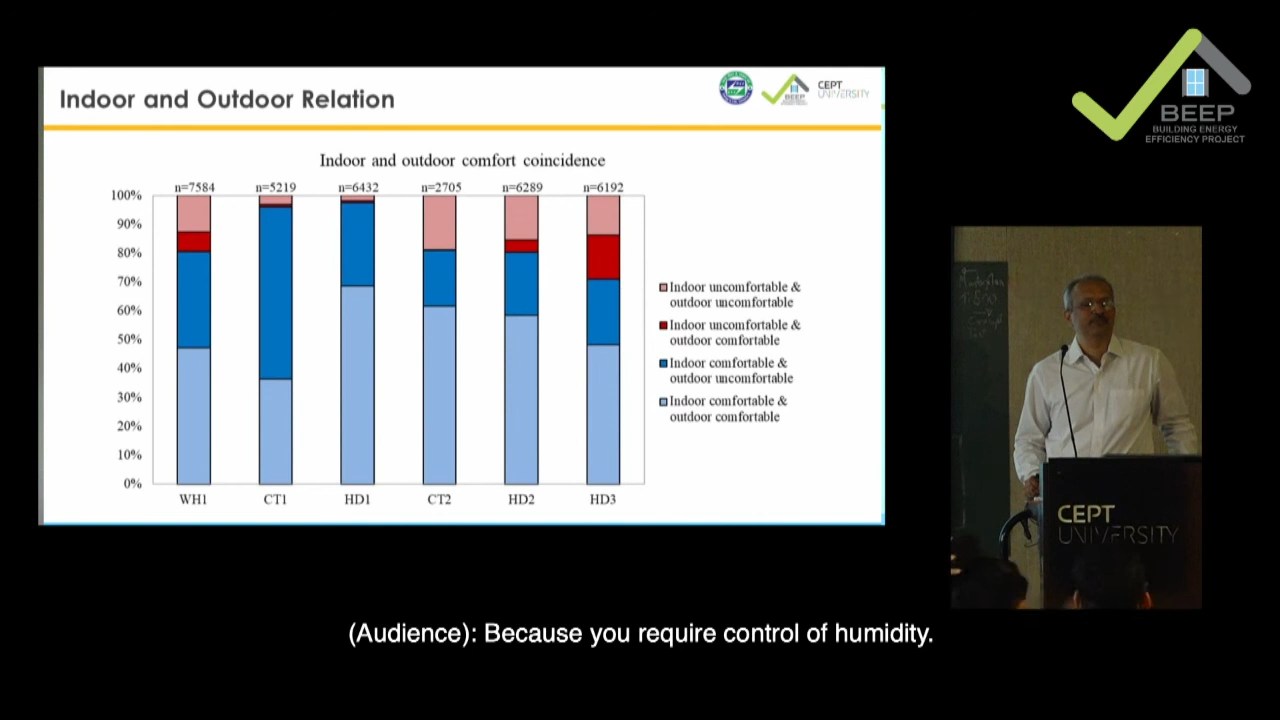 Indoor and Outdoor Relation
BEEP
CEPT
UNIVERSITY
BEEP
BUILDING ENERGY
EFFICIENCY PROJECT
Indoor and outdoor comfort coincidence
n=7584 n=5219 n=6432 n=2705 n=6289 n=6192
100%
90%
80%
70%
60%
50%
40%
30%
20%
10%
0%
WH1 CT1 HD1 CT2 HD2 HD3
Indoor uncomfortable &
outdoor uncomfortable
Indoor uncomfortable &
outdoor comfortable
Indoor comfortable &
outdoor uncomfortable
Indoor comfortable &
outdoor comfortable
CEPT
UNIVERSITY
(Audience): Because you require control of humidity.